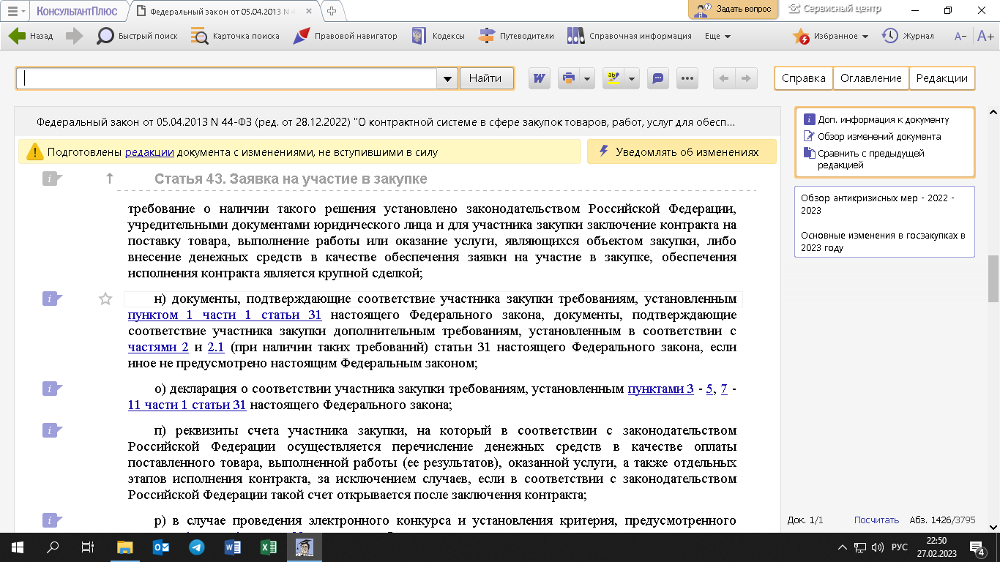 КОНСУЛЬТАНТПЛЮС
Федеральный закон от 05.04.2013 N 4
Задать вопрос
Сервисный центр
Назад
Быстрый поиск
Карточка поиска
Правовой навигатор
Кодексы
Путеводители
Справочная информация
Еще
Избранное
Журнал
A−
A+
Найти
W
ab
Справка
Оглавление
Редакции
Федеральный закон от 05.04.2013 N 44-ФЗ (ред. от 28.12.2022) "О контрактной системе в сфере закупок товаров, работ, услуг для обесп...
Подготовлены редакции документа с изменениями, не вступившими в силу
Уведомлять об изменениях
Статья 43. Заявка на участие в закупке
требование о наличии такого решения установлено законодательством Российской Федерации,
учредительными документами юридического лица и для участника закупки заключение контракта на
поставку товара, выполнение работы или оказание услуги, являющихся объектом закупки, либо
внесение денежных средств в качестве обеспечения заявки на участие в закупке, обеспечения
исполнения контракта является крупной сделкой;
н) документы, подтверждающие соответствие участника закупки требованиям, установленным
пунктом 1 части 1 статьи 31 настоящего Федерального закона, документы, подтверждающие
соответствие участника закупки дополнительным требованиям, установленным в соответствии с
частями 2 и 2.1 (при наличии таких требований) статьи 31 настоящего Федерального закона, если
иное не предусмотрено настоящим Федеральным законом;
о) декларация о соответствии участника закупки требованиям, установленным пунктами 3 - 5, 7 -
11 части 1 статьи 31 настоящего Федерального закона;
п) реквизиты счета участника закупки, на который в соответствии с законодательством
Российской Федерации осуществляется перечисление денежных средств в качестве оплаты
поставленного товара, выполненной работы (ее результатов), оказанной услуги, а также отдельных
этапов исполнения контракта, за исключением случаев, если в соответствии с законодательством
Российской Федерации такой счет открывается после заключения контракта;
р) в случае проведения электронного конкурса и установления критерия, предусмотренного
Доп. информация к документу
Обзор изменений документа
Сравнить с предыдущей
редакцией
Обзор антикризисных мер - 2022 -
2023
Основные изменения в госзакупках в
2023 году
Док. 1/1
Посчитать
Абз. 1426/3795
РУС
22:50
27.02.2023
4